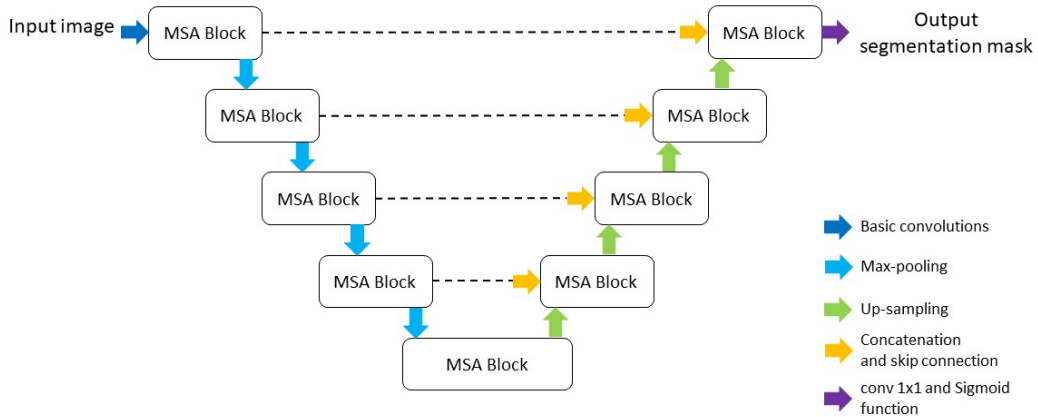 Input image
MSA Block
MSA Block
Output
segmentation mask
MSA Block
MSA Block
MSA Block
MSA Block
MSA Block
MSA Block
MSA Block
Basic convolutions
Max-pooling
Up-sampling
Concatenation
and skip connection
conv 1x1 and Sigmoid
function